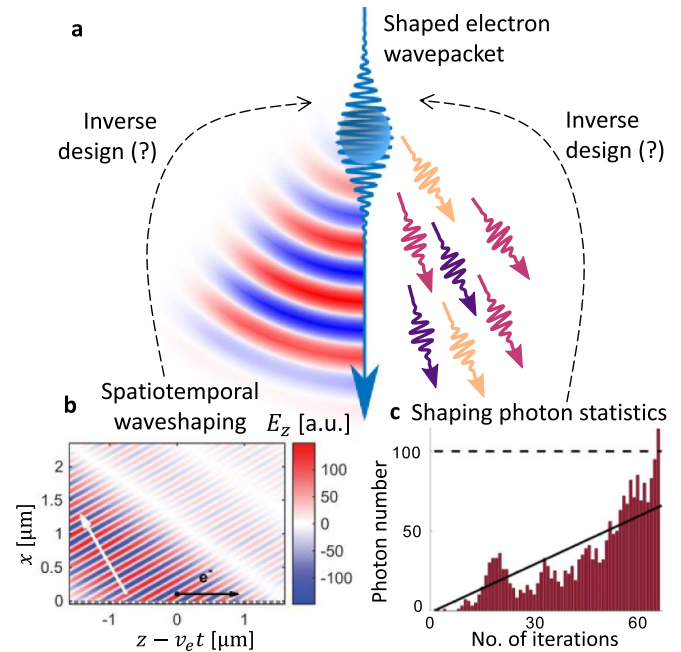 a
Shaped electron
wavepacket
Inverse
design (?)
Inverse
design (?)
Spatiotemporal
waveshaping
b
E_z [a.u.]
2
1.5
1
0.5
0
x [μm]
e-
-1
0
1
z − v_e t [μm]
100
50
0
-50
-100
c Shaping photon statistics
100
50
0
Photon number
0
30
60
No. of iterations